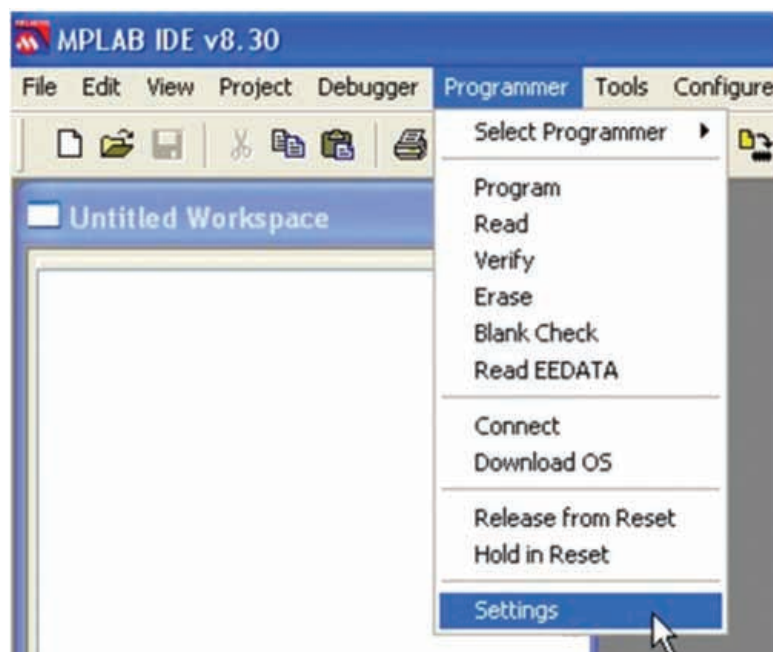 MPLAB IDE v8.30
File Edit View Project Debugger Programmer Tools Configure
Select Programmer
Untitled Workspace
Program
Read
Verify
Erase
Blank Check
Read EEDATA
Connect
Download OS
Release from Reset
Hold in Reset
Settings